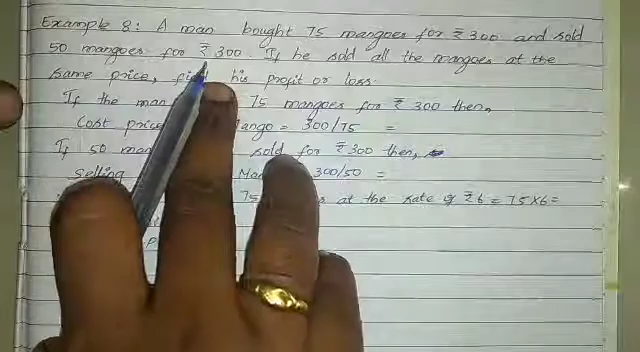 Example 8: A man bought 75 mangoes for ₹300 and sold
50 mangoes for ₹300. If he sold all the mangoes at the
same price, his profit or loss.
If the man 75 mangoes for ₹300 then,
Cost price = 300/75 =
If 50 sold for ₹300 then,
Selling 300/50 =
75 at the rate of ₹6 = 75×6=